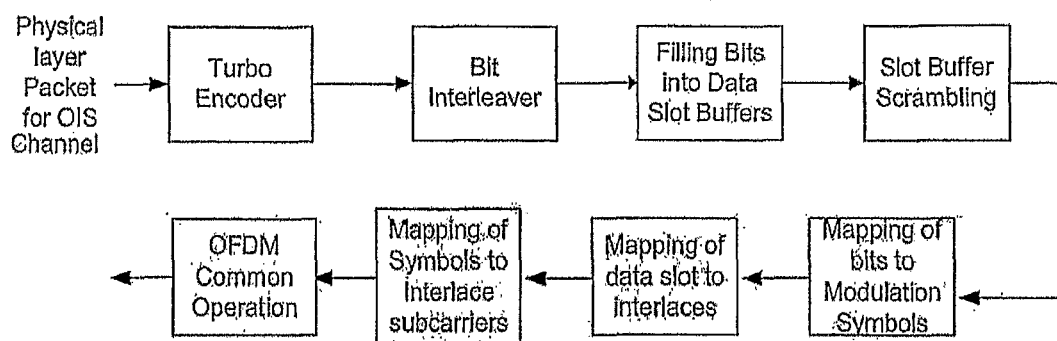 Physical
layer
Packet
for OIS
Channel
Turbo
Encoder
Bit
Interleaver
Filling Bits
into Data
Slot Buffers
Slot Buffer
Scrambling
Mapping of
bits to
Modulation
Symbols
Mapping of
data slot to
interlaces
Mapping of
Symbols to
Interlace
subcarriers
OFDM
Common
Operation